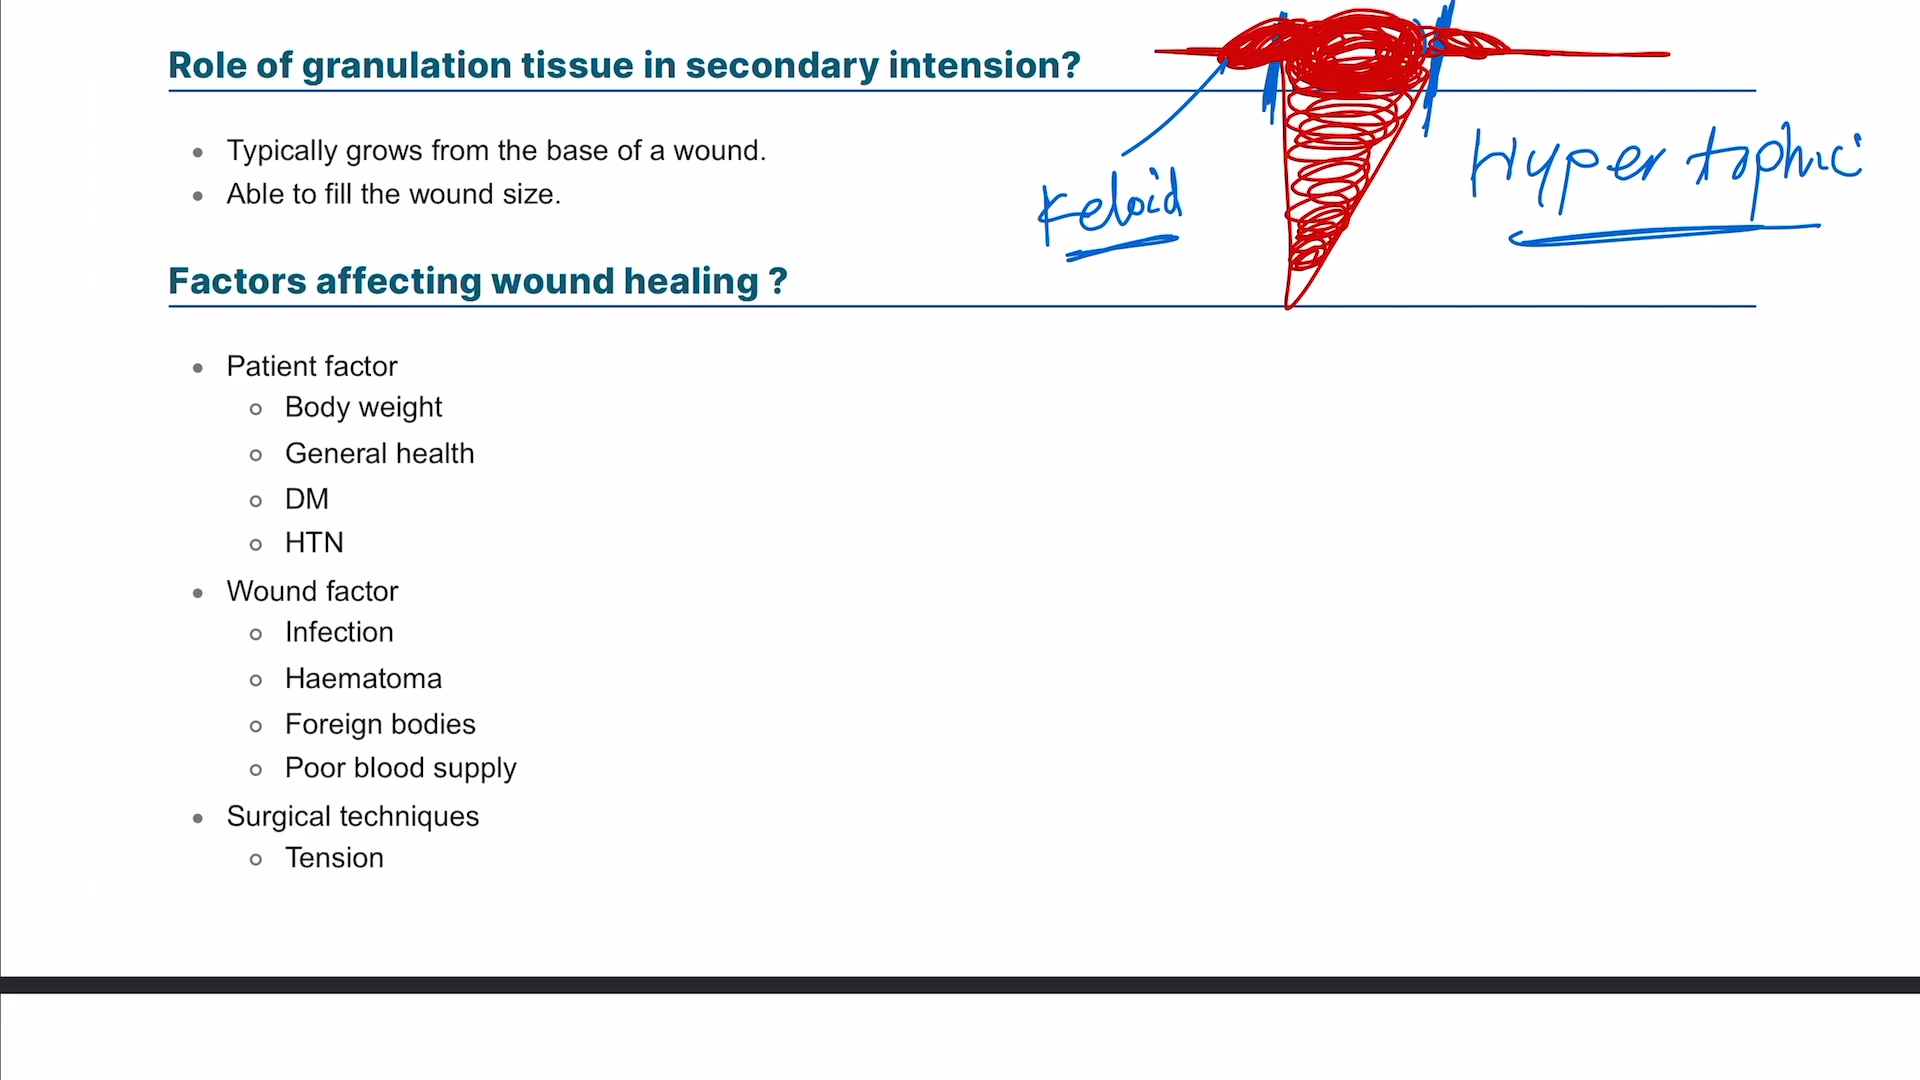 Role of granulation tissue in secondary intension?
Typically grows from the base of a wound.
Able to fill the wound size.
Keloid
Hyper tophic
Factors affecting wound healing ?
Patient factor
Body weight
General health
DM
HTN
Wound factor
Infection
Haematoma
Foreign bodies
Poor blood supply
Surgical techniques
Tension